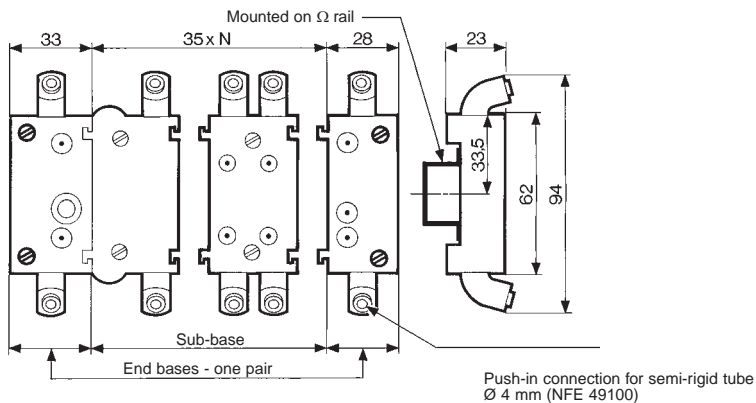 Mounted on Ω rail
33
35 x N
28
23
33,5
62
94
Sub-base
End bases - one pair
Push-in connection for semi-rigid tube
Ø 4 mm (NFE 49100)